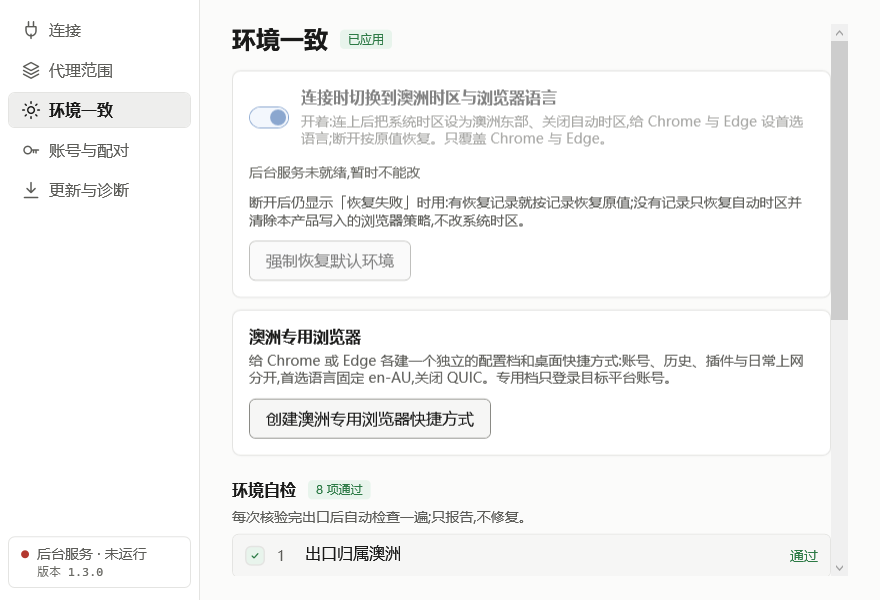 连接
代理范围
环境一致
账号与配对
更新与诊断
后台服务 · 未运行
版本 1.3.0
环境一致 已应用
连接时切换到澳洲时区与浏览器语言
开着:连上后把系统时区设为澳洲东部、关闭自动时区,给 Chrome 与 Edge 设首选
语言;断开按原值恢复。只覆盖 Chrome 与 Edge。
后台服务未就绪,暂时不能改
断开后仍显示「恢复失败」时用:有恢复记录就按记录恢复原值;没有记录只恢复自动时区并
清除本产品写入的浏览器策略,不改系统时区。
强制恢复默认环境
澳洲专用浏览器
给 Chrome 或 Edge 各建一个独立的配置档和桌面快捷方式:账号、历史、插件与日常上网
分开,首选语言固定 en-AU,关闭 QUIC。专用档只登录目标平台账号。
创建澳洲专用浏览器快捷方式
环境自检 8 项通过
每次核验完出口后自动检查一遍;只报告,不修复。
1 出口归属澳洲 通过